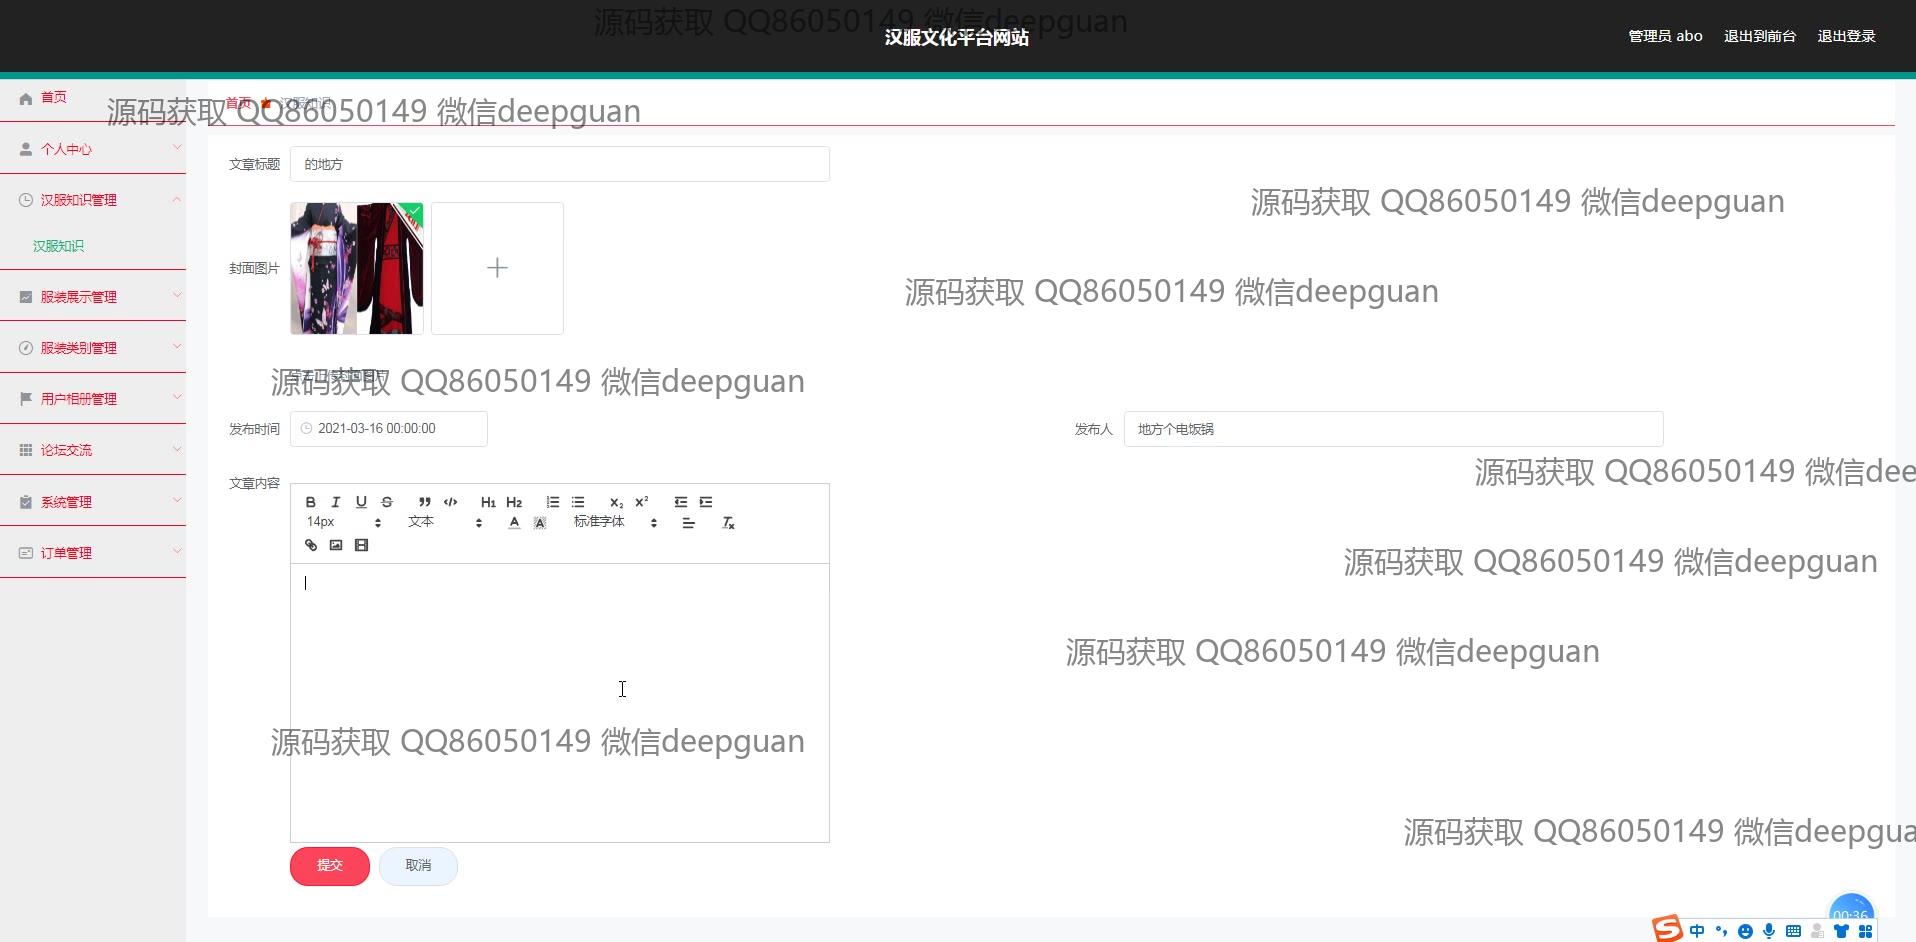 源码获取 QQ86050149 微信deepguan
汉服文化平台网站
管理员 abo 退出到前台 退出登录
首页
首页 汉服知识
源码获取 QQ86050149 微信deepguan
个人中心
文章标题 的地方
汉服知识管理
源码获取 QQ86050149 微信deepguan
汉服知识
封面图片
服装展示管理
源码获取 QQ86050149 微信deepguan
服装类别管理
点击上传封面图片
源码获取 QQ86050149 微信deepguan
用户相册管理
发布时间 2021-03-16 00:00:00 发布人 地方个电饭锅
论坛交流
源码获取 QQ86050149 微信dee
文章内容
系统管理
B I U S H1 H2 X₂ X²
14px 文本 A A 标准字体
订单管理
源码获取 QQ86050149 微信deepguan
源码获取 QQ86050149 微信deepguan
源码获取 QQ86050149 微信deepguan
源码获取 QQ86050149 微信deepgua
提交 取消
00:36
中